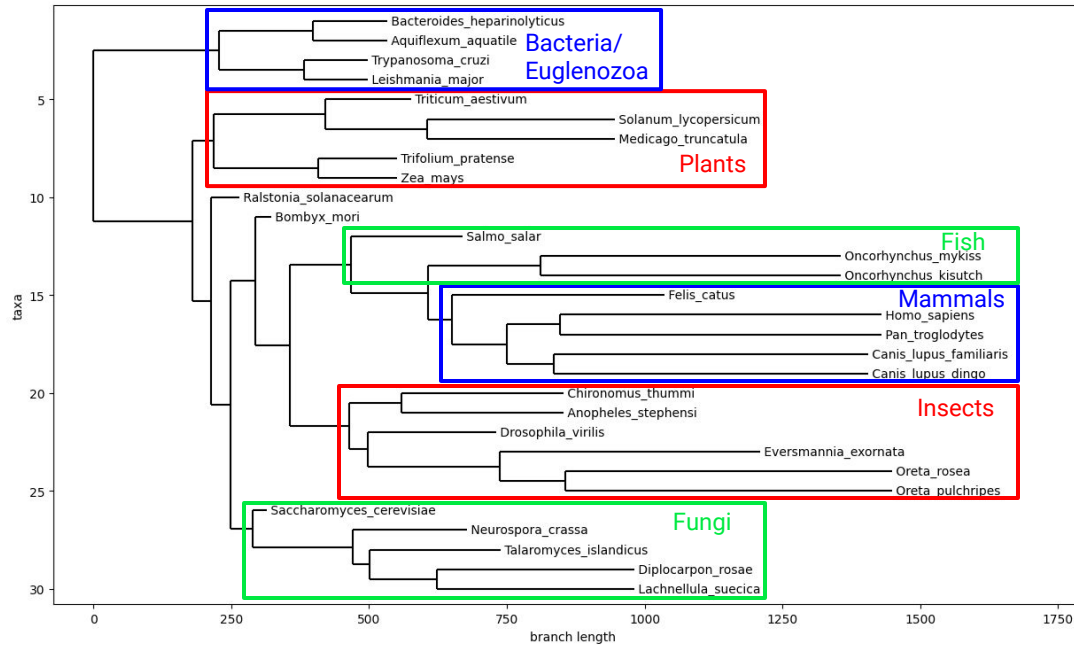 Bacteroides_heparinolyticus
Aquiflexum_aquatile
Bacteria/
Euglenozoa
Trypanosoma_cruzi
Leishmania_major
5
Triticum_aestivum
Solanum_lycopersicum
Medicago_truncatula
Plants
Trifolium_pratense
Zea_mays
10
Ralstonia_solanacearum
Bombyx_mori
Salmo_salar
Fish
Oncorhynchus_mykiss
Oncorhynchus_kisutch
15
taxa
Felis_catus
Mammals
Homo_sapiens
Pan_troglodytes
Canis_lupus_familiaris
Canis_lupus_dingo
20
Chironomus_thummi
Insects
Anopheles_stephensi
Drosophila_virilis
Eversmannia_exornata
Oreta_rosea
25
Oreta_pulchripes
Saccharomyces_cerevisiae
Fungi
Neurospora_crassa
Talaromyces_islandicus
Diplocarpon_rosae
30
Lachnellula_suecica
0 250 500 750 1000 1250 1500 1750
branch length